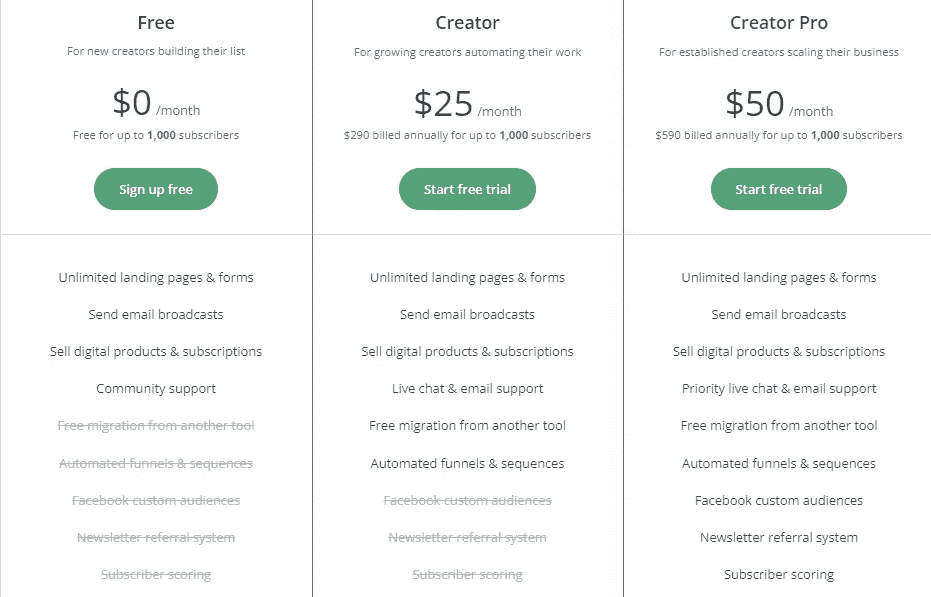 Free
For new creators building their list
$0 /month
Free for up to 1,000 subscribers
Sign up free
Unlimited landing pages & forms
Send email broadcasts
Sell digital products & subscriptions
Community support
Free migration from another tool
Automated funnels & sequences
Facebook custom audiences
Newsletter referral system
Subscriber scoring
Creator
For growing creators automating their work
$25 /month
$290 billed annually for up to 1,000 subscribers
Start free trial
Unlimited landing pages & forms
Send email broadcasts
Sell digital products & subscriptions
Live chat & email support
Free migration from another tool
Automated funnels & sequences
Facebook custom audiences
Newsletter referral system
Subscriber scoring
Creator Pro
For established creators scaling their business
$50 /month
$590 billed annually for up to 1,000 subscribers
Start free trial
Unlimited landing pages & forms
Send email broadcasts
Sell digital products & subscriptions
Priority live chat & email support
Free migration from another tool
Automated funnels & sequences
Facebook custom audiences
Newsletter referral system
Subscriber scoring